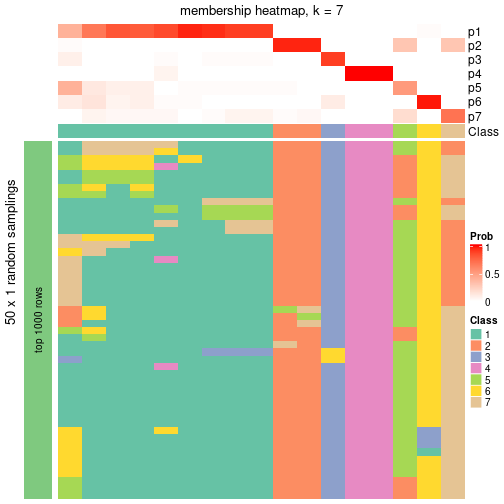 membership heatmap, k = 7
p1
p2
p3
p4
p5
p6
p7
Class
50 x 1 random samplings
top 1000 rows
Prob
1
0.5
0
Class
1
2
3
4
5
6
7